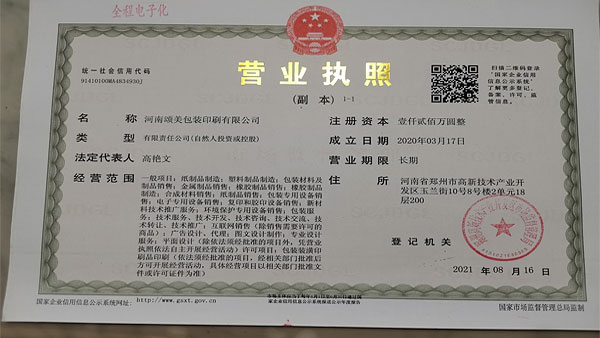 全程电子化
统一社会信用代码
91410100MA4834930J
营业执照
(副 本) 1-1
扫描二维码登录
'国家企业信用
信息公示系统'
了解更多登记、
备案、许可、监
管信息。
名称 河南颂美包装印刷有限公司
类型 有限责任公司(自然人投资或控股)
法定代表人 高艳文
经营范围 一般项目：纸制品制造；塑料制品制造；包装材料及
制品销售；金属制品销售；橡胶制品销售；橡胶制品
制造；合成材料销售；纸制品销售；包装专用设备销
售；电子专用设备销售；复印和胶印设备销售；新材
料技术推广服务；环境保护专用设备销售；包装服
务；技术服务、技术开发、技术咨询、技术交流、技
术转让、技术推广；互联网销售（除销售需要许可的
商品）；广告设计、代理；图文设计制作；专业设计
服务；平面设计（除依法须经批准的项目外，凭营业
执照依法自主开展经营活动）许可项目：包装装潢印
刷品印刷（依法须经批准的项目，经相关部门批准后
方可开展经营活动，具体经营项目以相关部门批准文
件或许可证件为准）
注册资本 壹仟贰佰万圆整
成立日期 2020年03月17日
营业期限 长期
住所 河南省郑州市高新技术产业开
发区玉兰街10号8号楼2单元18
层200
登记机关
2021 年 08 月 16 日
国家企业信用信息公示系统网址：http://www.gsxt.gov.cn
国家市场监督管理总局监制